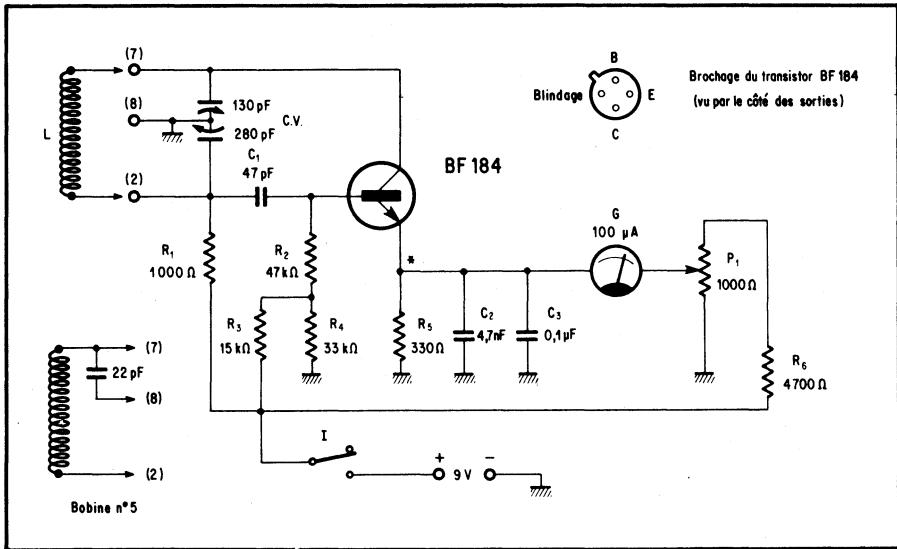 (7)
(8)
(2)
L
130 pF
C.V.
280 pF
C₁
47 pF
BF 184
B
Blindage
E
C
Brochage du transistor BF 184
(vu par le côté des sorties)
R₁
1000 Ω
R₂
47 kΩ
R₃
15 kΩ
R₄
33 kΩ
*
R₅
330 Ω
C₂
4,7 nF
C₃
0,1 µF
G
100 µA
P₁
1000 Ω
R₆
4700 Ω
(7)
22 pF
(8)
(2)
Bobine n° 5
I
+
9 V
−